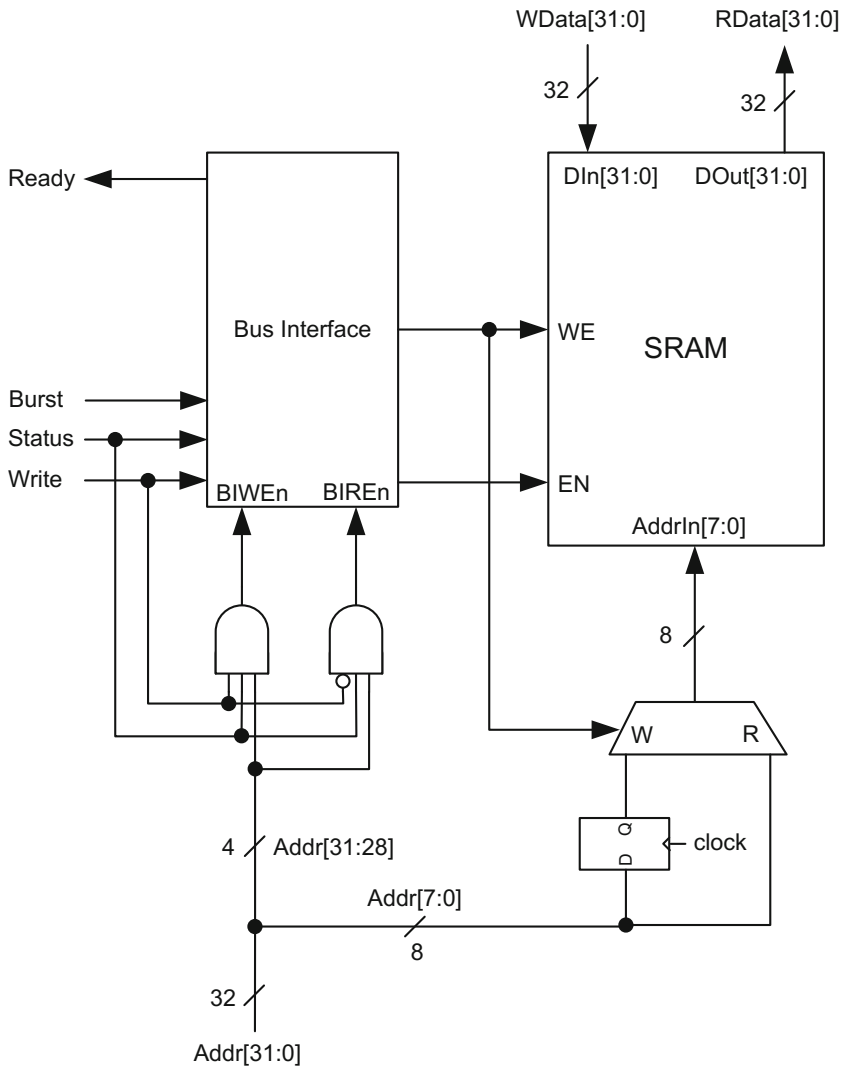 WData[31:0]
RData[31:0]
32
32
Ready
DIn[31:0]
DOut[31:0]
Bus Interface
WE
SRAM
Burst
Status
Write
BIWEn
BIREn
EN
AddrIn[7:0]
8
W
R
D
Q
clock
4
Addr[31:28]
Addr[7:0]
8
32
Addr[31:0]